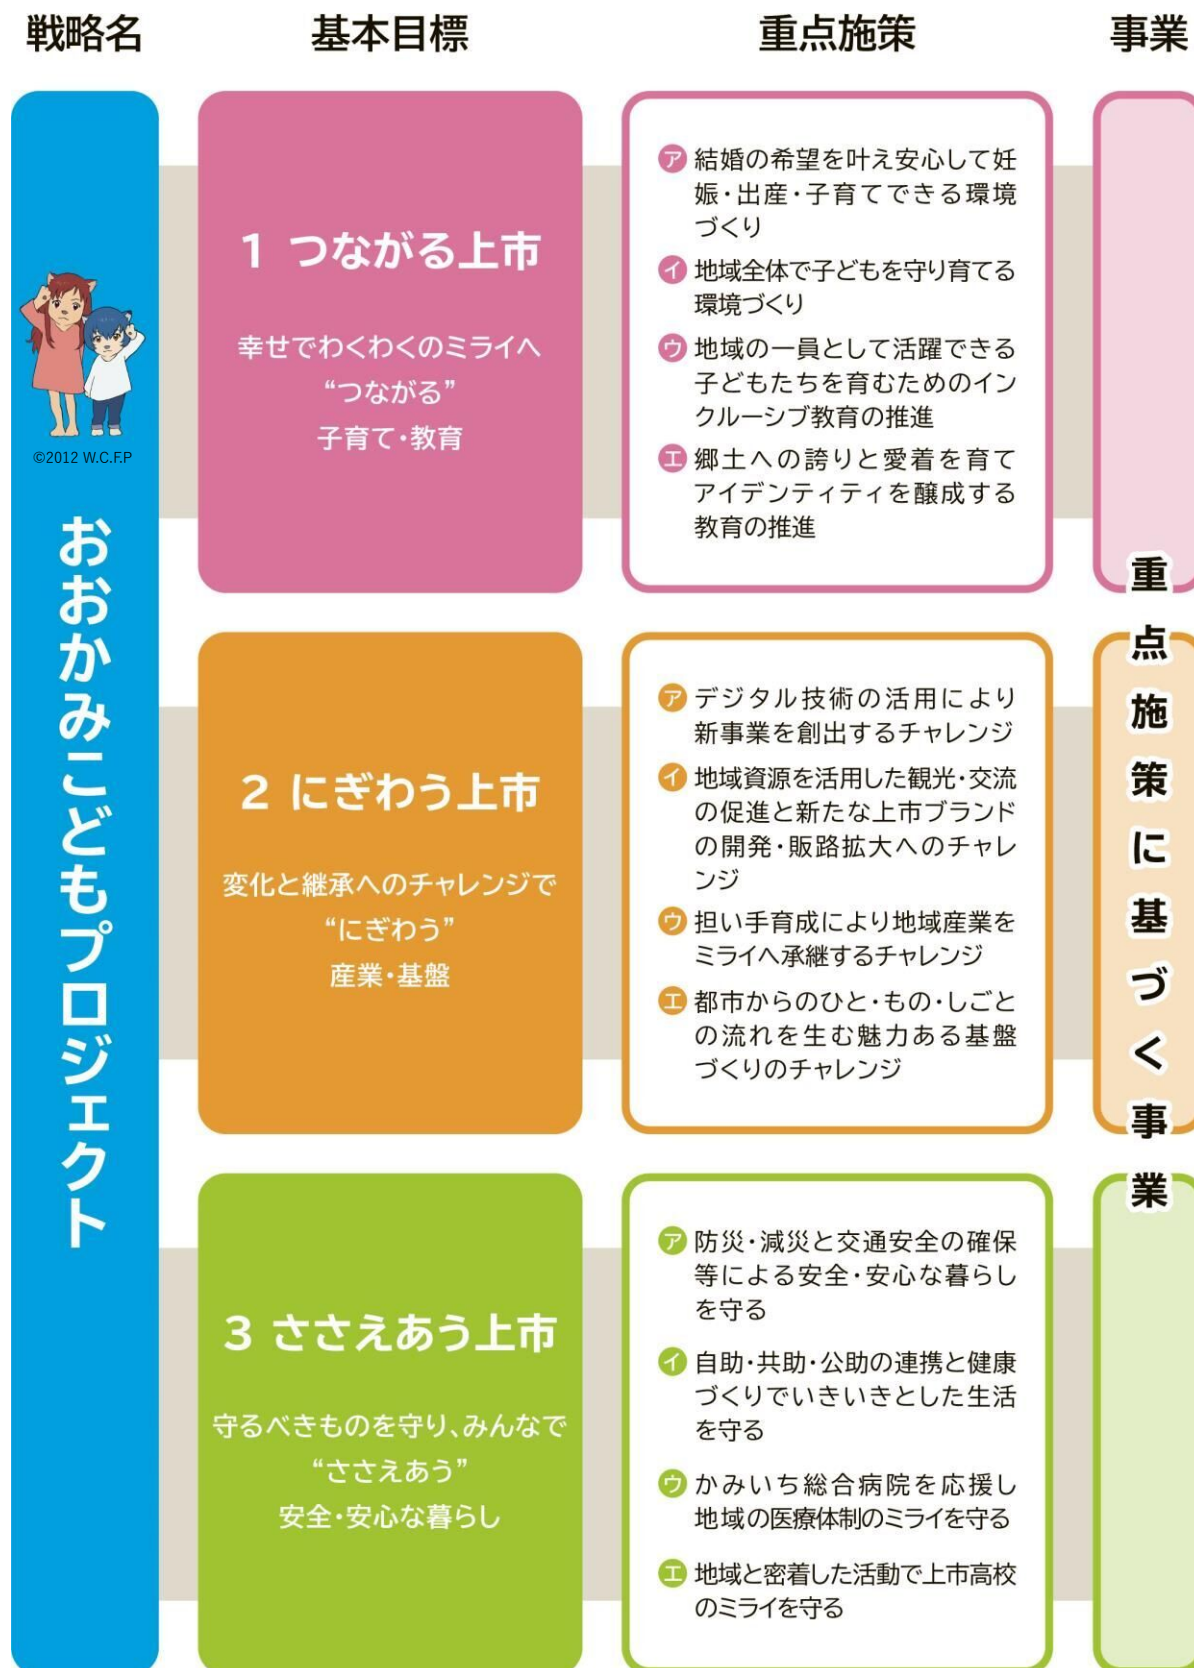 戦略名
基本目標
重点施策
事業
©2012 W.C.F.P
おおかみこどもプロジェクト
1 つながる上市
幸せでわくわくのミライへ
“つながる”
子育て・教育
ア 結婚の希望を叶え安心して妊
娠・出産・子育てできる環境
づくり
イ 地域全体で子どもを守り育てる
環境づくり
ウ 地域の一員として活躍できる
子どもたちを育むためのイン
クルーシブ教育の推進
エ 郷土への誇りと愛着を育て
アイデンティティを醸成する
教育の推進
2 にぎわう上市
変化と継承へのチャレンジで
“にぎわう”
産業・基盤
ア デジタル技術の活用により
新事業を創出するチャレンジ
イ 地域資源を活用した観光・交流
の促進と新たな上市ブランド
の開発・販路拡大へのチャレ
ンジ
ウ 担い手育成により地域産業を
ミライへ承継するチャレンジ
エ 都市からのひと・もの・しごと
の流れを生む魅力ある基盤
づくりのチャレンジ
3 ささえあう上市
守るべきものを守り、みんなで
“ささえあう”
安全・安心な暮らし
ア 防災・減災と交通安全の確保
等による安全・安心な暮らし
を守る
イ 自助・共助・公助の連携と健康
づくりでいきいきとした生活
を守る
ウ かみいち総合病院を応援し
地域の医療体制のミライを守る
エ 地域と密着した活動で上市高校
のミライを守る
重点施策に基づく事業